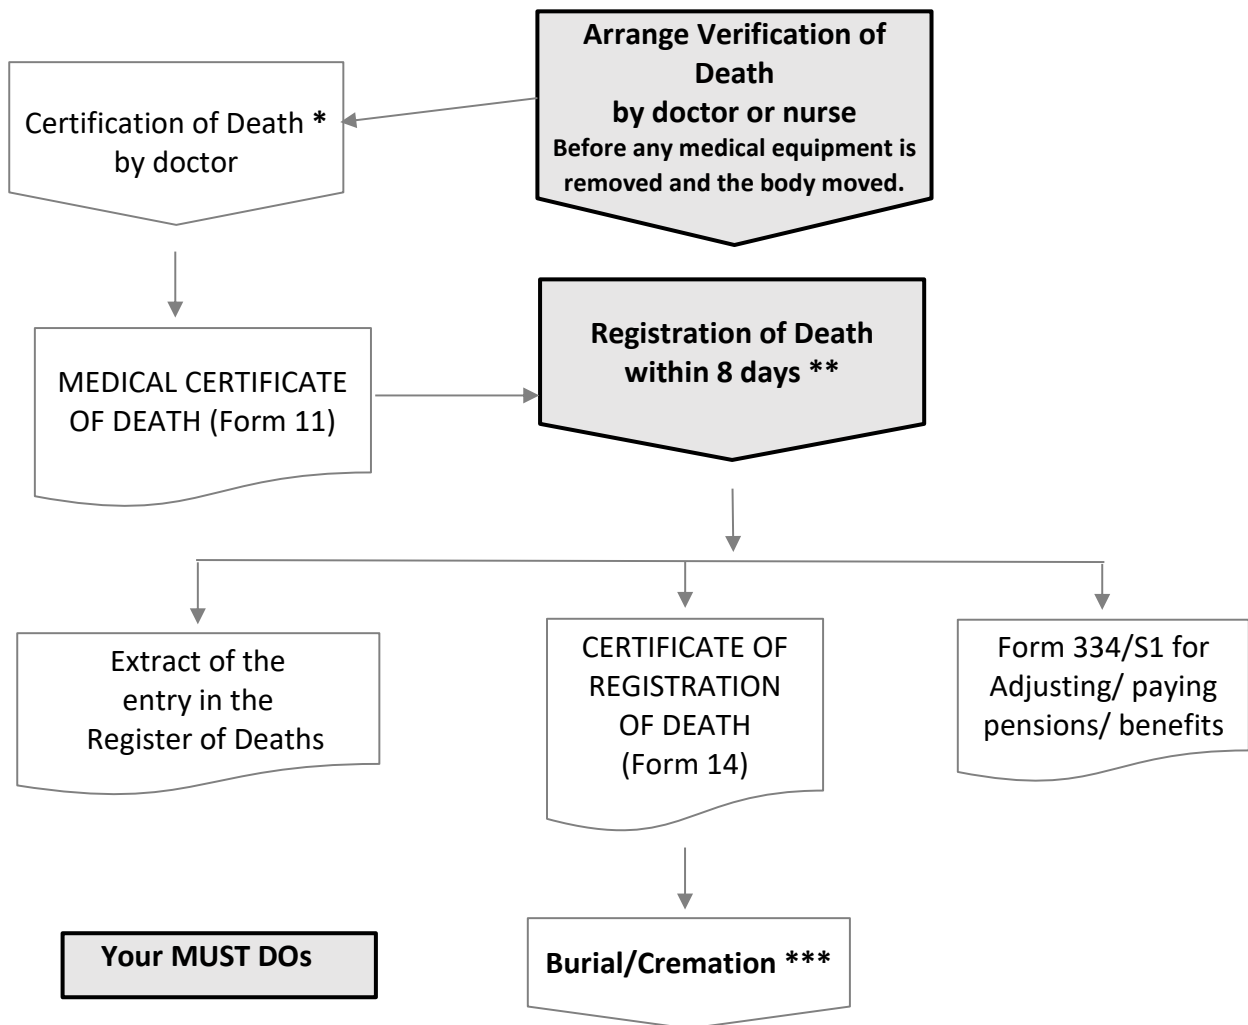 Arrange Verification of
Death
by doctor or nurse
Before any medical equipment is
removed and the body moved.
Certification of Death *
by doctor
MEDICAL CERTIFICATE
OF DEATH (Form 11)
Registration of Death
within 8 days **
Extract of the
entry in the
Register of Deaths
CERTIFICATE OF
REGISTRATION
OF DEATH
(Form 14)
Form 334/S1 for
Adjusting/ paying
pensions/ benefits
Your MUST DOs
Burial/Cremation ***